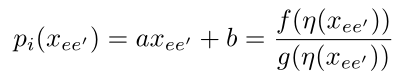 p_i(x_{ee'}) = ax_{ee'} + b = \frac{f(\eta(x_{ee'}))}{g(\eta(x_{ee'}))}